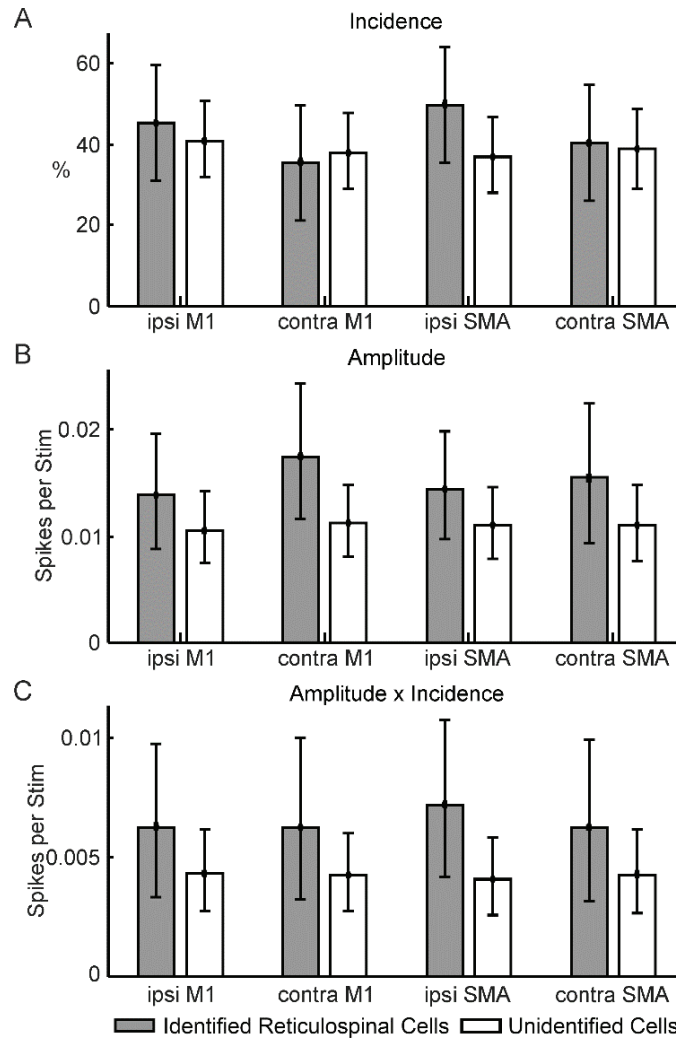 A
Incidence
60
40
%
20
0
ipsi M1 contra M1 ipsi SMA contra SMA
B
Amplitude
Spikes per Stim
0.02
0.01
0
ipsi M1 contra M1 ipsi SMA contra SMA
C
Amplitude x Incidence
Spikes per Stim
0.01
0.005
0
ipsi M1 contra M1 ipsi SMA contra SMA
Identified Reticulospinal Cells Unidentified Cells